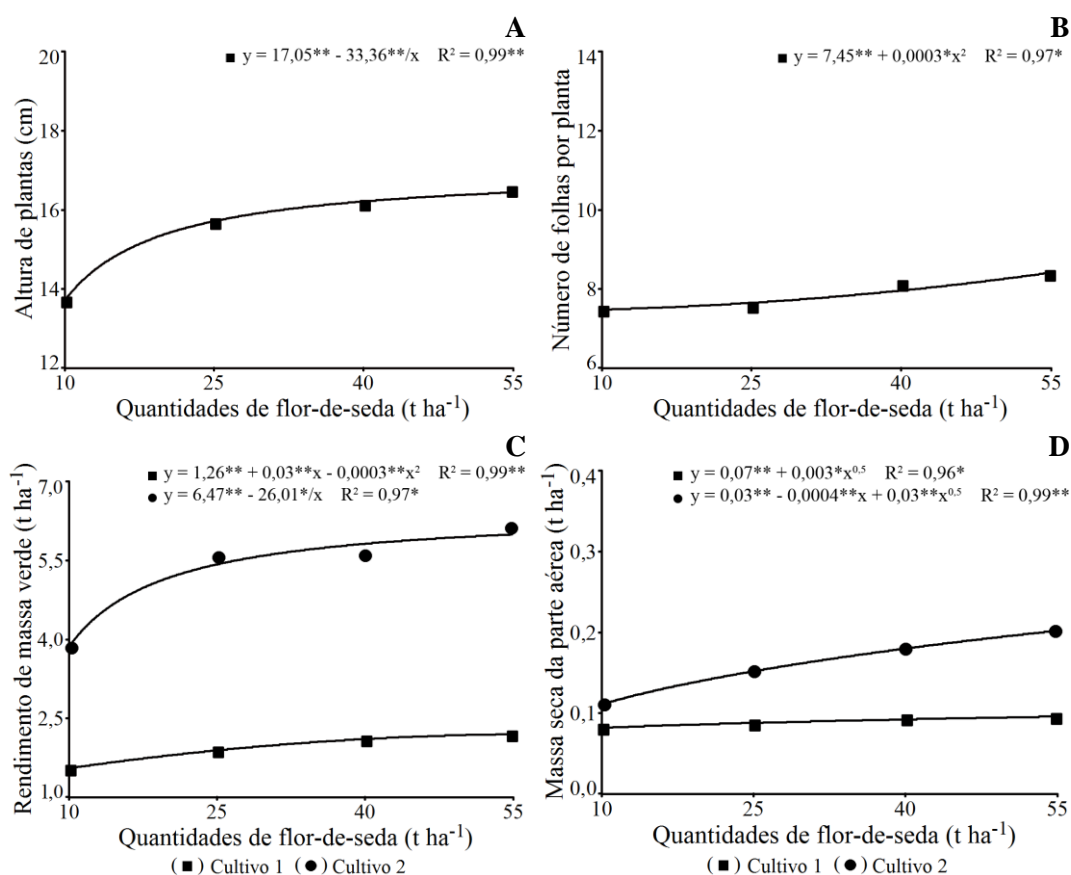 A
■ y = 17,05** - 33,36**/x R² = 0,99**
20
18
16
14
12
Altura de plantas (cm)
10 25 40 55
Quantidades de flor-de-seda (t ha⁻¹)
B
■ y = 7,45** + 0,0003*x² R² = 0,97*
14
12
10
8
6
Número de folhas por planta
10 25 40 55
Quantidades de flor-de-seda (t ha⁻¹)
C
■ y = 1,26** + 0,03**x - 0,0003**x² R² = 0,99**
● y = 6,47** - 26,01*/x R² = 0,97*
7,0
5,5
4,0
2,5
1,0
Rendimento de massa verde (t ha⁻¹)
10 25 40 55
Quantidades de flor-de-seda (t ha⁻¹)
(■) Cultivo 1 (●) Cultivo 2
D
■ y = 0,07** + 0,003*x⁰,⁵ R² = 0,96*
● y = 0,03** - 0,0004**x + 0,03**x⁰,⁵ R² = 0,99**
0,4
0,3
0,2
0,1
0,0
Massa seca da parte aérea (t ha⁻¹)
10 25 40 55
Quantidades de flor-de-seda (t ha⁻¹)
(■) Cultivo 1 (●) Cultivo 2